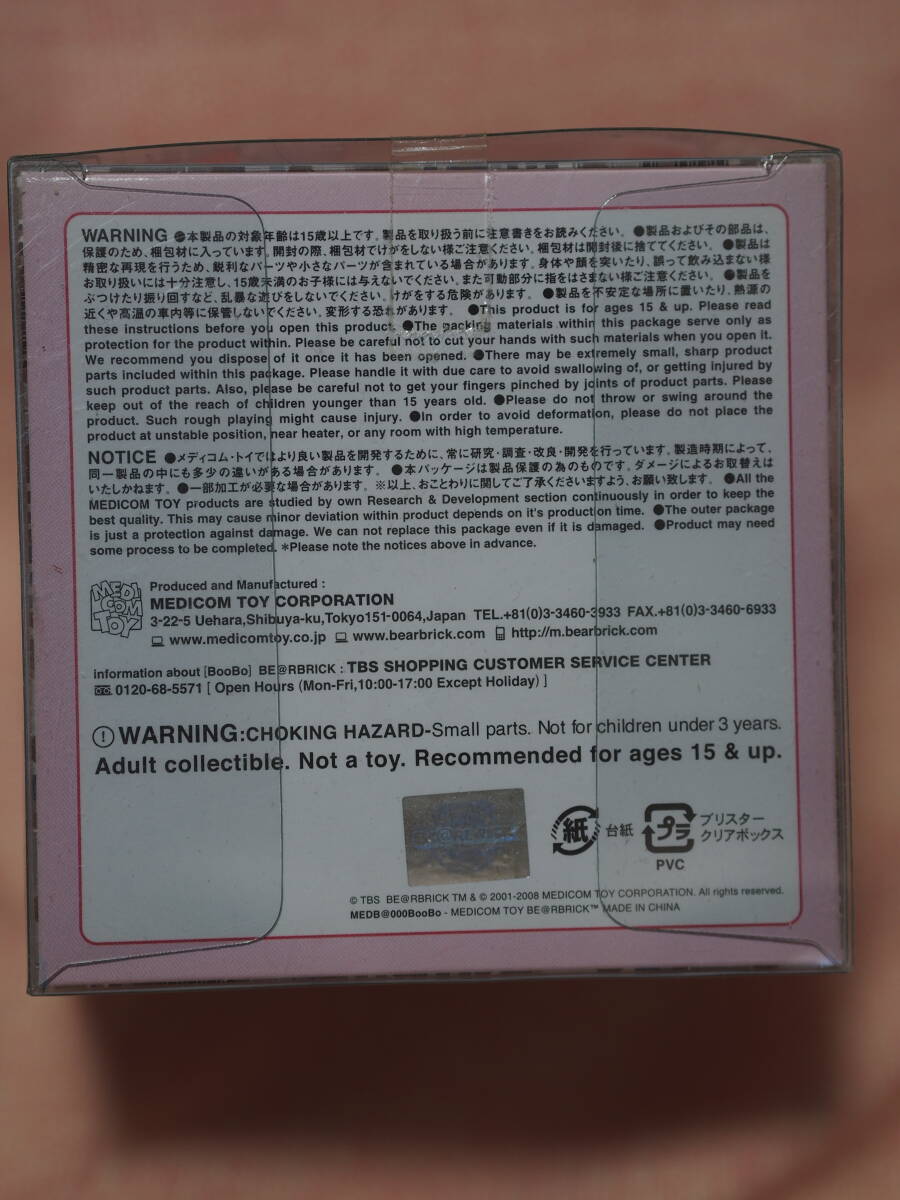 WARNING ●本製品の対象年齢は15歳以上です。製品を取り扱う前に注意書きをお読みください。●製品およびその部品は、
保護のため、梱包材に入っています。開封の際、梱包材でけがをしない様ご注意ください。梱包材は開封後に捨ててください。●製品は
精密な再現を行うため、鋭利なパーツや小さなパーツが含まれている場合があります。身体や顔を突いたり、誤って飲み込まない様
お取り扱いには十分注意し、15歳未満のお子様には与えないでください。また可動部分に指をはさまない様ご注意ください。●製品を
ぶつけたり振り回すなど、乱暴な遊びをしないでください。けがをする危険があります。●製品を不安定な場所に置いたり、熱源の
近くや高温の車内等に保管しないでください。変形する恐れがあります。●This product is for ages 15 & up. Please read
these instructions before you open this product. ●The packing materials within this package serve only as
protection for the product within. Please be careful not to cut your hands with such materials when you open it.
We recommend you dispose of it once it has been opened. ●There may be extremely small, sharp product
parts included within this package. Please handle it with due care to avoid swallowing of, or getting injured by
such product parts. Also, please be careful not to get your fingers pinched by joints of product parts. Please
keep out of the reach of children younger than 15 years old. ●Please do not throw or swing around the
product. Such rough playing might cause injury. ●In order to avoid deformation, please do not place the
product at unstable position, near heater, or any room with high temperature.
NOTICE ●メディコム・トイではより良い製品を開発するために、常に研究・調査・改良・開発を行っています。製造時期によって、
同一製品の中にも多少の違いがある場合があります。 ●本パッケージは製品保護の為のものです。ダメージによるお取替えは
いたしかねます。●一部加工が必要な場合があります。※以上、おことわりに関してご了承くださいますよう、お願い致します。 ●All the
MEDICOM TOY products are studied by own Research & Development section continuously in order to keep the
best quality. This may cause minor deviation within product depends on it's production time. ●The outer package
is just a protection against damage. We can not replace this package even if it is damaged. ●Product may need
some process to be completed. *Please note the notices above in advance.
MEDI
COM
TOY
Produced and Manufactured :
MEDICOM TOY CORPORATION
3-22-5 Uehara,Shibuya-ku,Tokyo151-0064,Japan TEL.+81(0)3-3460-3933 FAX.+81(0)3-3460-6933
www.medicomtoy.co.jp www.bearbrick.com http://m.bearbrick.com
information about [BooBo] BE@RBRICK : TBS SHOPPING CUSTOMER SERVICE CENTER
0120-68-5571 [ Open Hours (Mon-Fri,10:00-17:00 Except Holiday) ]
WARNING:CHOKING HAZARD-Small parts. Not for children under 3 years.
Adult collectible. Not a toy. Recommended for ages 15 & up.
BE@RBRICK
紙 台紙 プラ ブリスター
クリアボックス
PVC
© TBS BE@RBRICK TM & © 2001-2008 MEDICOM TOY CORPORATION. All rights reserved.
MEDB@000BooBo - MEDICOM TOY BE@RBRICK™ MADE IN CHINA